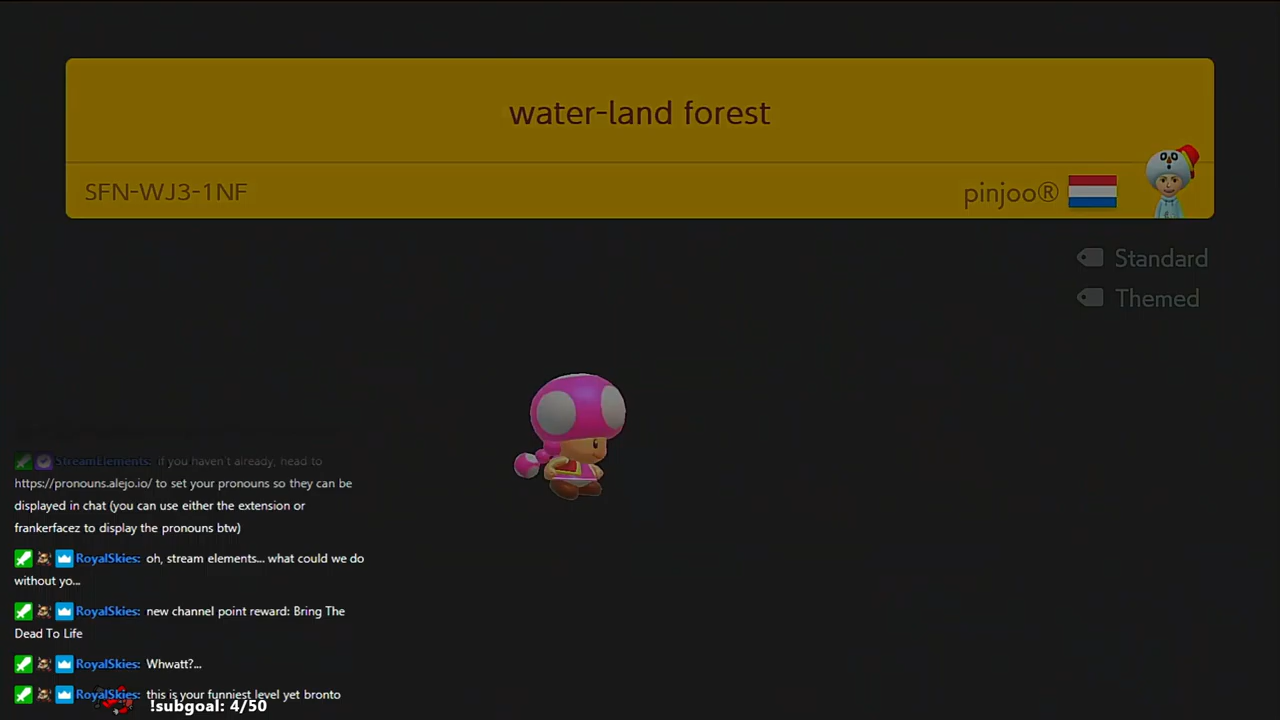 water-land forest
SFN-WJ3-1NF
pinjoo®
Standard
Themed
StreamElements: if you haven't already, head to
https://pronouns.alejo.io/ to set your pronouns so they can be
displayed in chat (you can use either the extension or
frankerfacez to display the pronouns btw)
RoyalSkies: oh, stream elements... what could we do
without yo...
RoyalSkies: new channel point reward: Bring The
Dead To Life
RoyalSkies: Whwatt?...
RoyalSkies: this is your funniest level yet bronto
!subgoal: 4/50